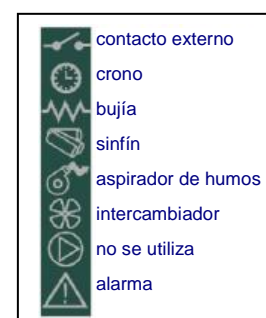 contacto externo
crono
bujía
sinfín
aspirador de humos
intercambiador
no se utiliza
alarma